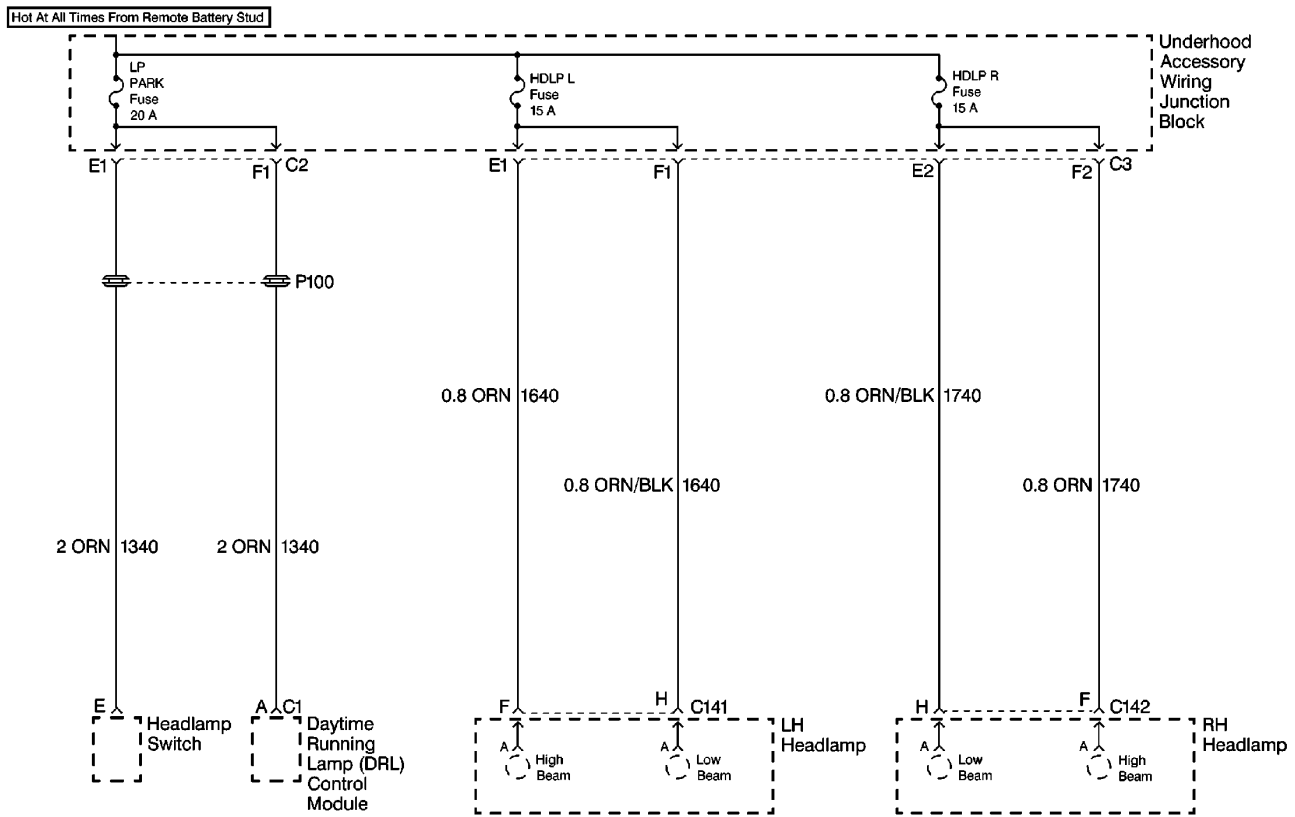 Hot At All Times From Remote Battery Stud
Underhood
Accessory
Wiring
Junction
Block
LP
PARK
Fuse
20 A
HDLP L
Fuse
15 A
HDLP R
Fuse
15 A
E1
F1
C2
E1
F1
E2
F2
C3
P100
0.8 ORN 1640
0.8 ORN/BLK 1740
0.8 ORN/BLK 1640
0.8 ORN 1740
2 ORN 1340
2 ORN 1340
E
A
C1
F
H
C141
H
F
C142
Headlamp
Switch
Daytime
Running
Lamp (DRL)
Control
Module
A
High
Beam
A
Low
Beam
LH
Headlamp
A
Low
Beam
A
High
Beam
RH
Headlamp